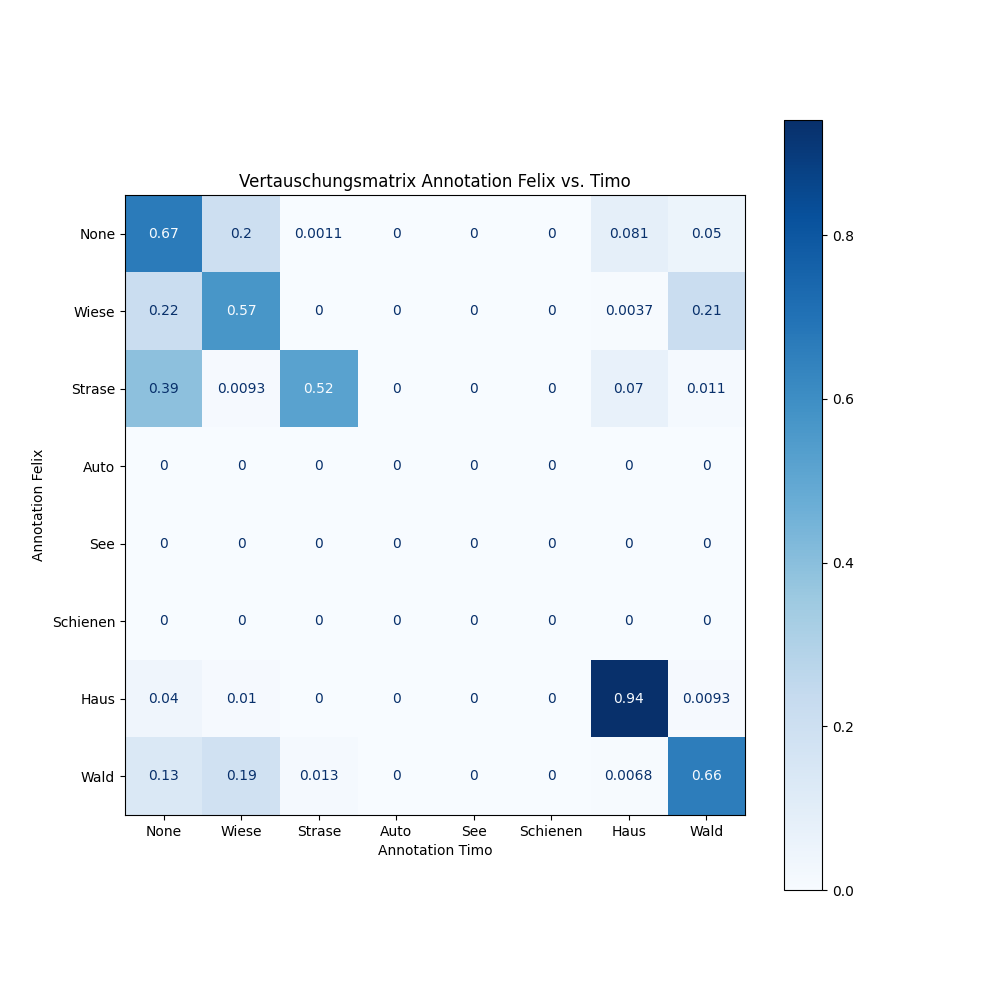 Vertauschungsmatrix Annotation Felix vs. Timo
None 0.67 0.2 0.0011 0 0 0 0.081 0.05
Wiese 0.22 0.57 0 0 0 0 0.0037 0.21
Strase 0.39 0.0093 0.52 0 0 0 0.07 0.011
Auto 0 0 0 0 0 0 0 0
See 0 0 0 0 0 0 0 0
Schienen 0 0 0 0 0 0 0 0
Haus 0.04 0.01 0 0 0 0 0.94 0.0093
Wald 0.13 0.19 0.013 0 0 0 0.0068 0.66
None Wiese Strase Auto See Schienen Haus Wald
Annotation Timo
Annotation Felix
0.8
0.6
0.4
0.2
0.0